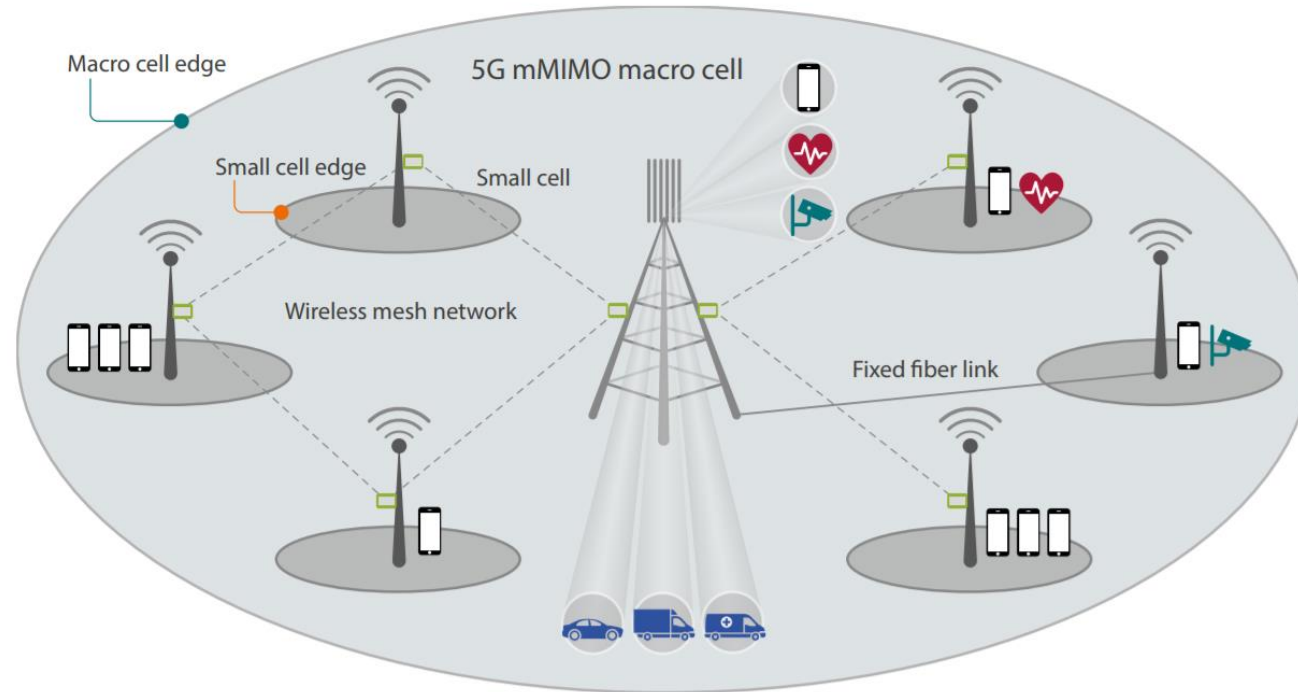 5G mMIMO macro cell
Macro cell edge
Small cell edge
Small cell
Wireless mesh network
Fixed fiber link